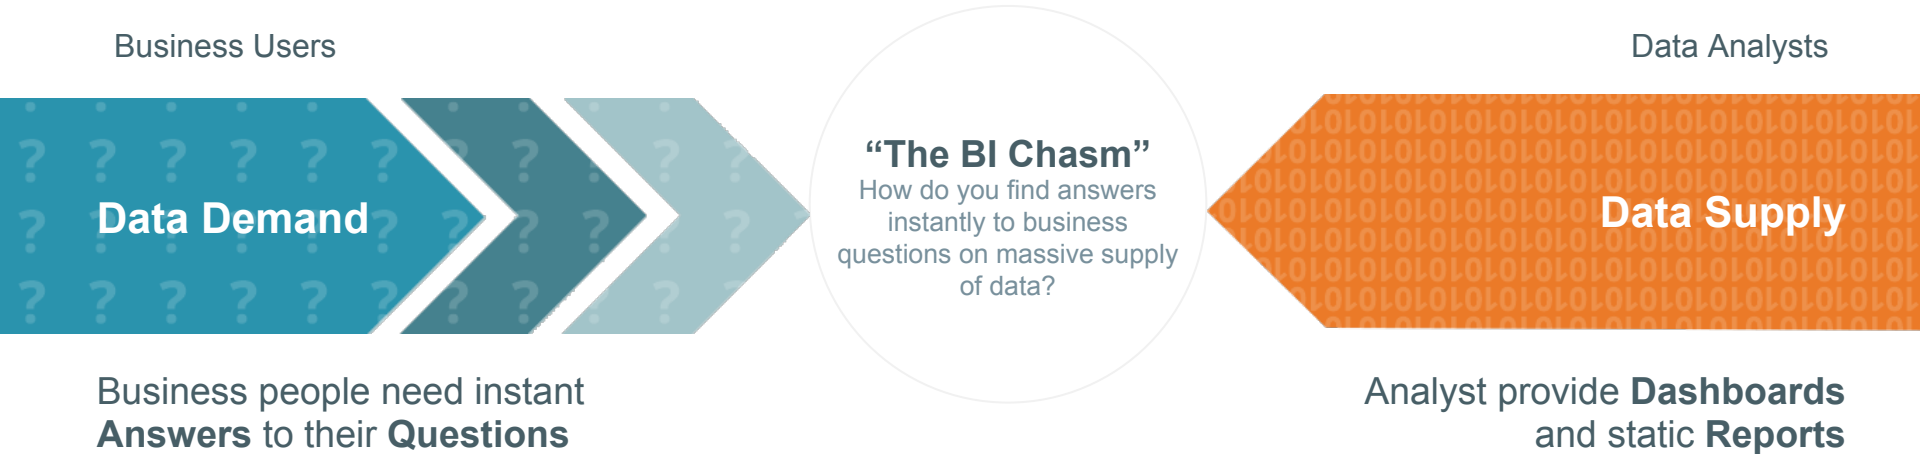 Business Users
Data Analysts
Data Demand
“The BI Chasm”
How do you find answers
instantly to business
questions on massive supply
of data?
Data Supply
Business people need instant
Answers to their Questions
Analyst provide Dashboards
and static Reports